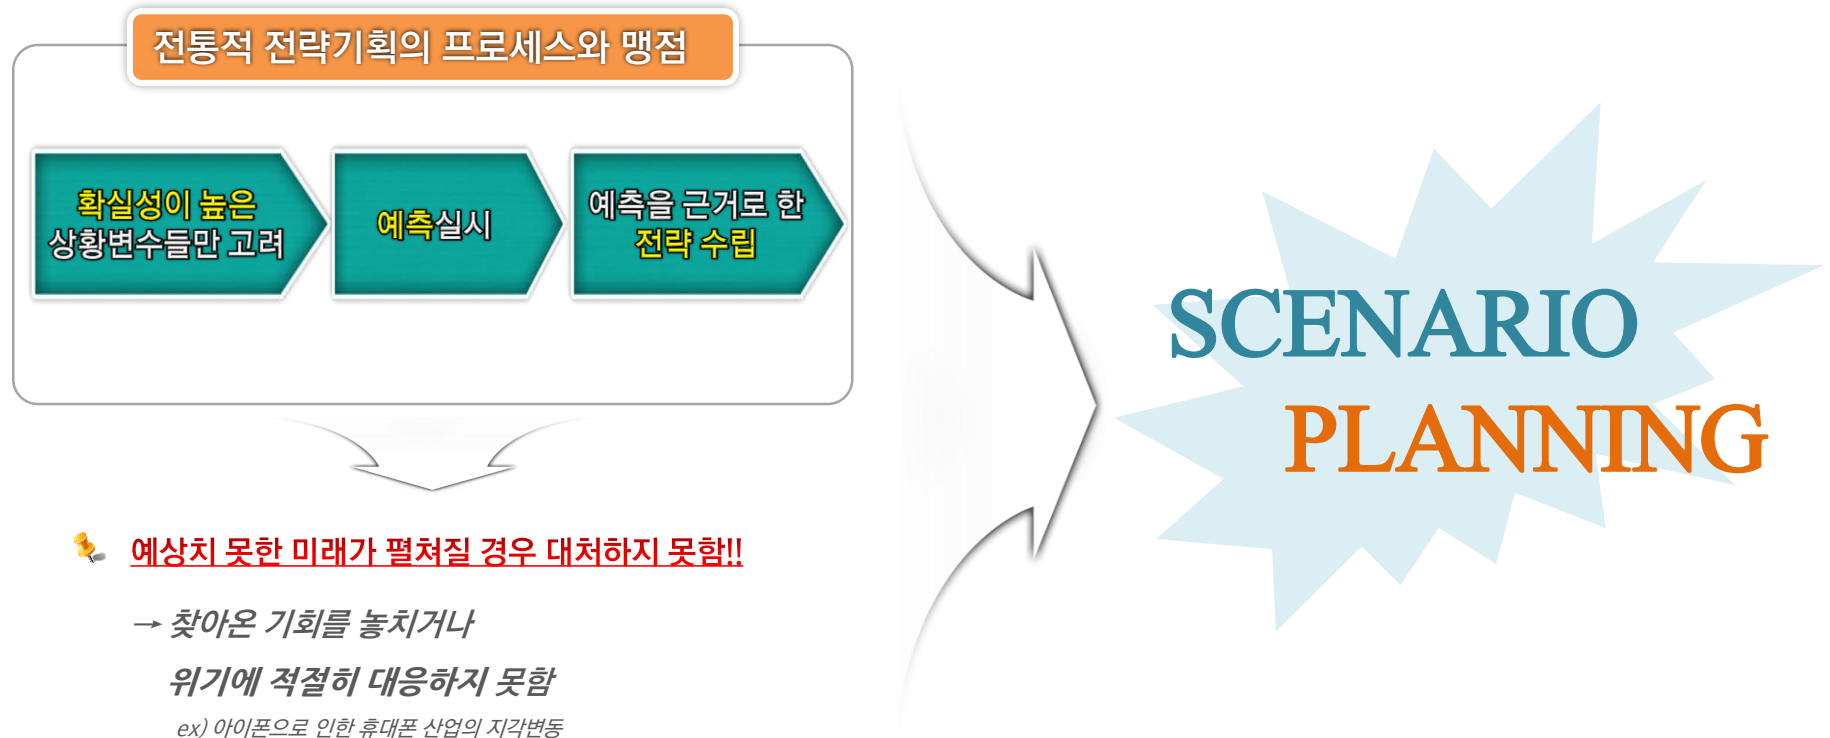 전통적 전략기획의 프로세스와 맹점
확실성이 높은
상황변수들만 고려
예측실시
예측을 근거로 한
전략 수립
예상치 못한 미래가 펼쳐질 경우 대처하지 못함!!
→ 찾아온 기회를 놓치거나
위기에 적절히 대응하지 못함
ex) 아이폰으로 인한 휴대폰 산업의 지각변동
SCENARIO
PLANNING